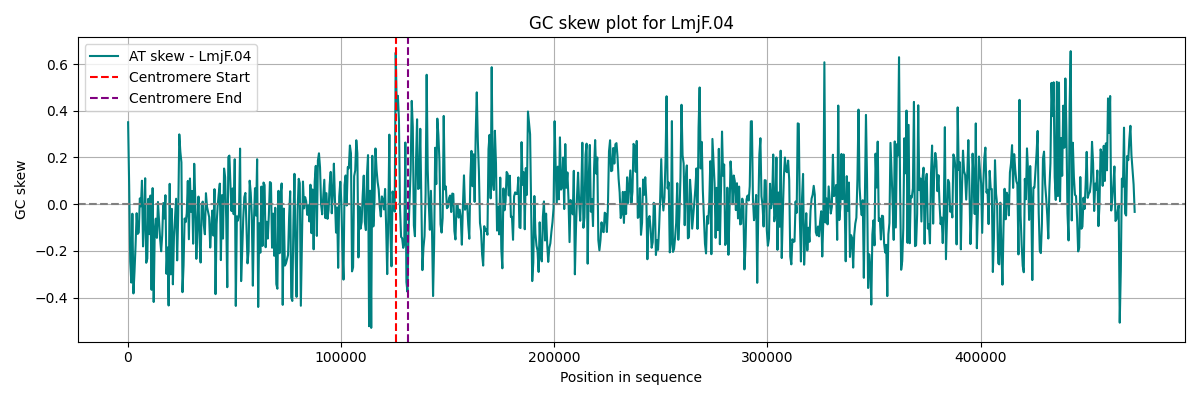 GC skew plot for LmjF.04
AT skew - LmjF.04
Centromere Start
Centromere End
GC skew
0.6
0.4
0.2
0.0
−0.2
−0.4
0
100000
200000
300000
400000
Position in sequence